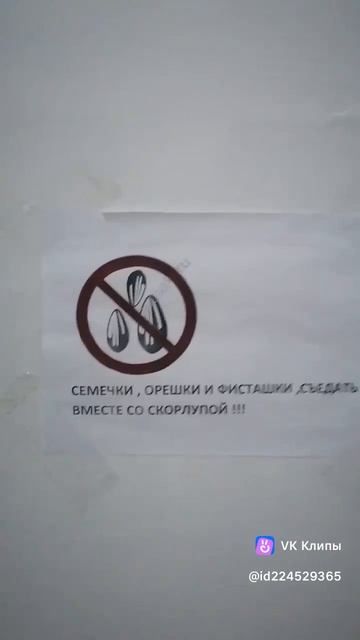 СЕМЕЧКИ , ОРЕШКИ И ФИСТАШКИ ,СЪЕДАТЬ
ВМЕСТЕ СО СКОРЛУПОЙ !!!
VK Клипы
@id224529365